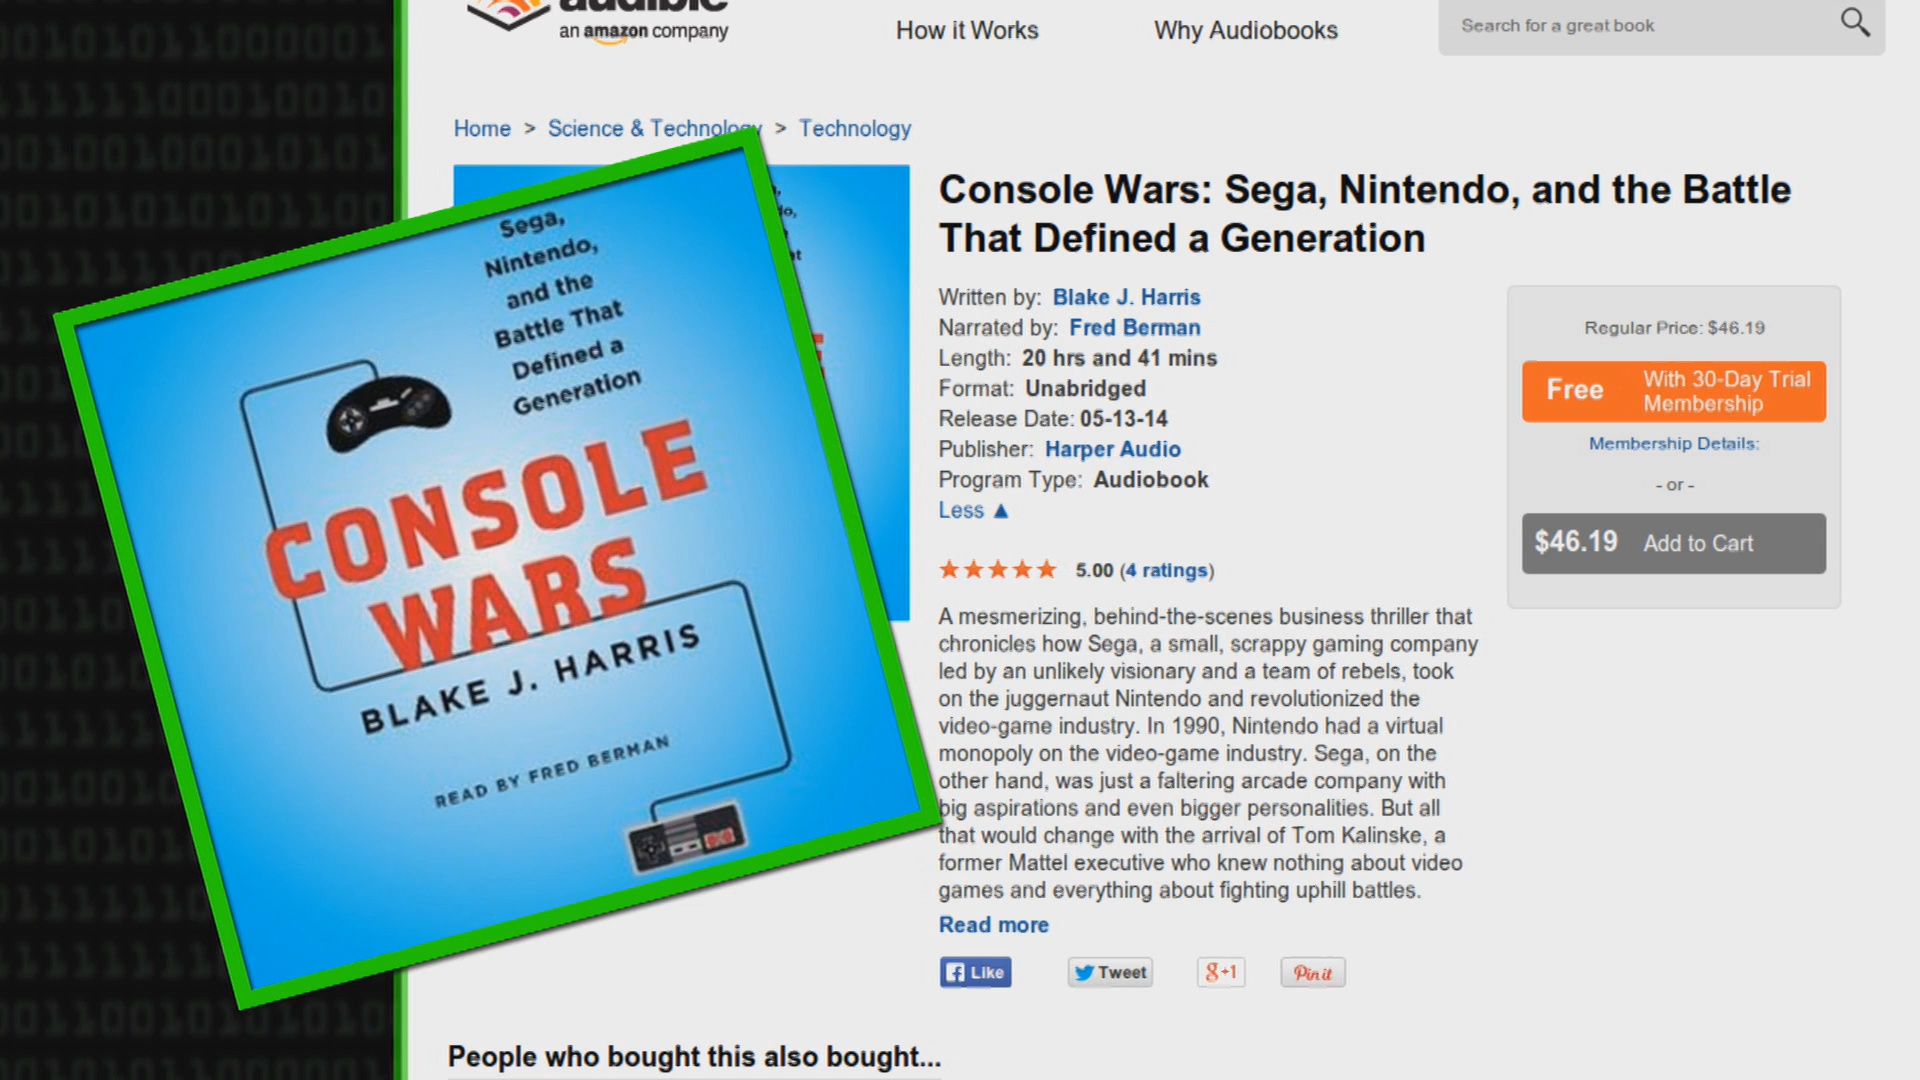 audible
an amazon company
How it Works
Why Audiobooks
Search for a great book
Home > Science & Technology > Technology
Sega,
Nintendo,
and the
Battle That
Defined a
Generation
CONSOLE
WARS
BLAKE J. HARRIS
READ BY FRED BERMAN
Console Wars: Sega, Nintendo, and the Battle
That Defined a Generation
Written by: Blake J. Harris
Narrated by: Fred Berman
Length: 20 hrs and 41 mins
Format: Unabridged
Release Date: 05-13-14
Publisher: Harper Audio
Program Type: Audiobook
Less ▲
5.00 (4 ratings)
A mesmerizing, behind-the-scenes business thriller that
chronicles how Sega, a small, scrappy gaming company
led by an unlikely visionary and a team of rebels, took
on the juggernaut Nintendo and revolutionized the
video-game industry. In 1990, Nintendo had a virtual
monopoly on the video-game industry. Sega, on the
other hand, was just a faltering arcade company with
big aspirations and even bigger personalities. But all
that would change with the arrival of Tom Kalinske, a
former Mattel executive who knew nothing about video
games and everything about fighting uphill battles.
Read more
Like
Tweet
g+1
Pin it
Regular Price: $46.19
Free With 30-Day Trial
Membership
Membership Details:
- or -
$46.19 Add to Cart
People who bought this also bought...